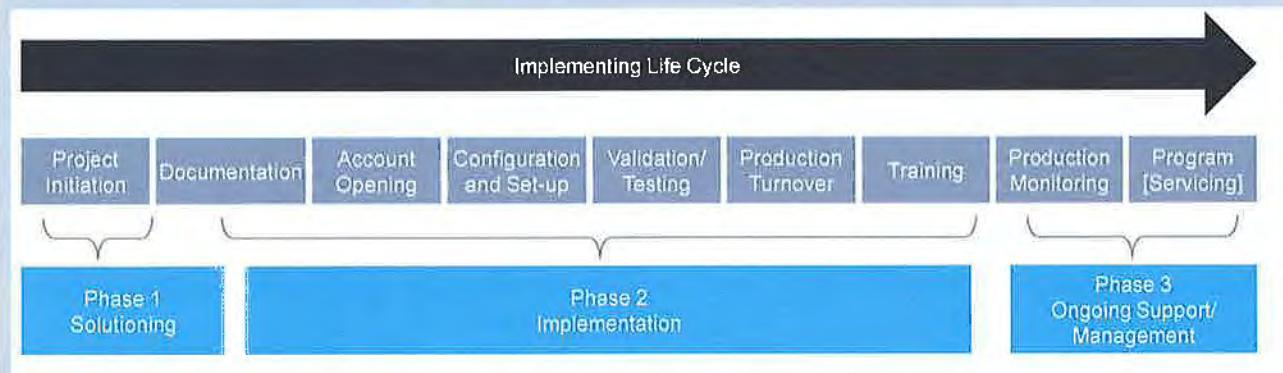 Implementing Life Cycle
Project
Initiation
Documentation
Account
Opening
Configuration
and Set-up
Validation/
Testing
Production
Turnover
Training
Production
Monitoring
Program
[Servicing]
Phase 1
Solutioning
Phase 2
Implementation
Phase 3
Ongoing Support/
Management